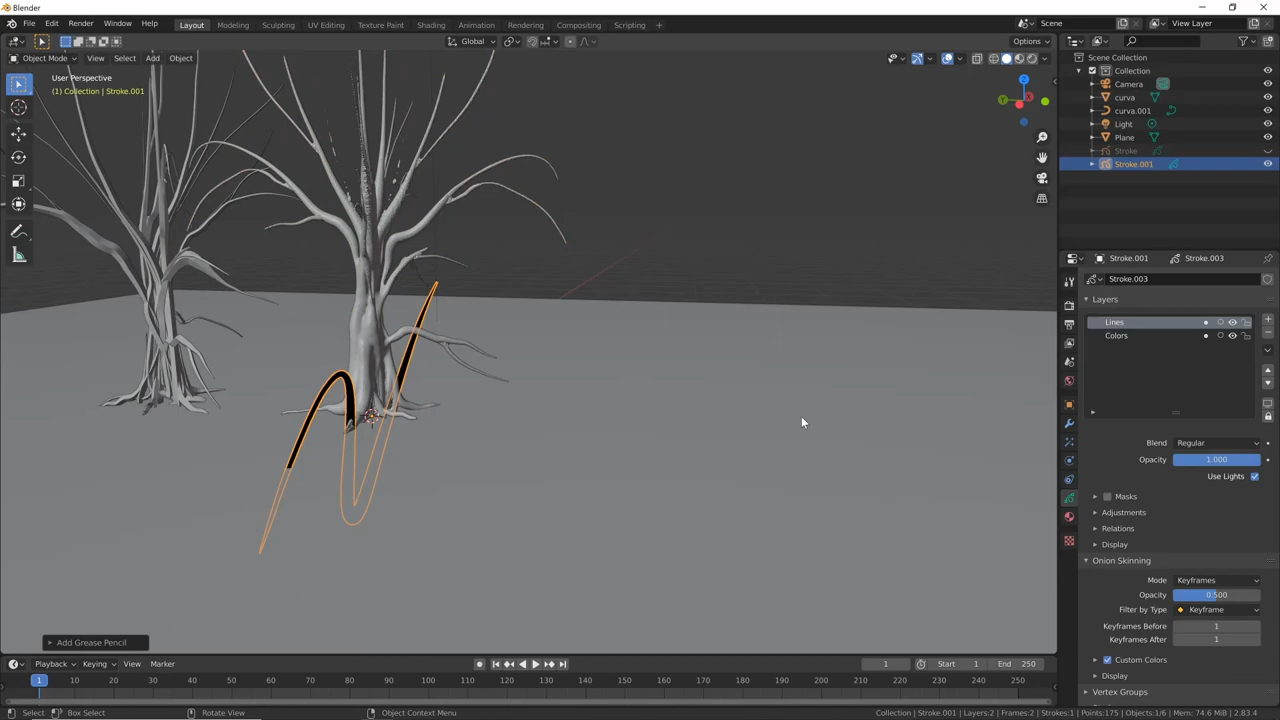 Blender
File Edit Render Window Help Layout Modeling Sculpting UV Editing Texture Paint Shading Animation Rendering Compositing Scripting + Scene View Layer
Global Options
Object Mode View Select Add Object
User Perspective
(1) Collection | Stroke.001
Z
Y
X
Scene Collection
Collection
Camera
curva
curva.001
Light
Plane
Stroke
Stroke.001
Stroke.001 Stroke.003
Stroke.003
Layers
Lines
Colors
Blend Regular
Opacity 1.000
Use Lights
Masks
Adjustments
Relations
Display
Onion Skinning
Mode Keyframes
Opacity 0.500
Filter by Type Keyframe
Keyframes Before 1
Keyframes After 1
Custom Colors
Display
Vertex Groups
Add Grease Pencil
Playback Keying View Marker 1 Start 1 End 250
1 10 20 30 40 50 60 70 80 90 100 110 120 130 140 150 160 170 180 190 200 210 220 230 240 250
Select Box Select Rotate View Object Context Menu Collection | Stroke.001 | Layers:2 | Frames:2 | Strokes:1 | Points:175 | Objects:1/6 | Mem: 74.6 MiB | 2.83.4